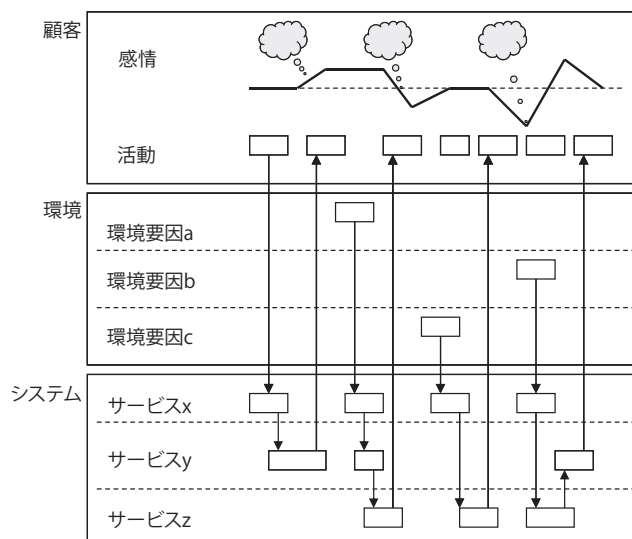 顧客
感情
活動
環境
環境要因a
環境要因b
環境要因c
システム
サービスx
サービスy
サービスz